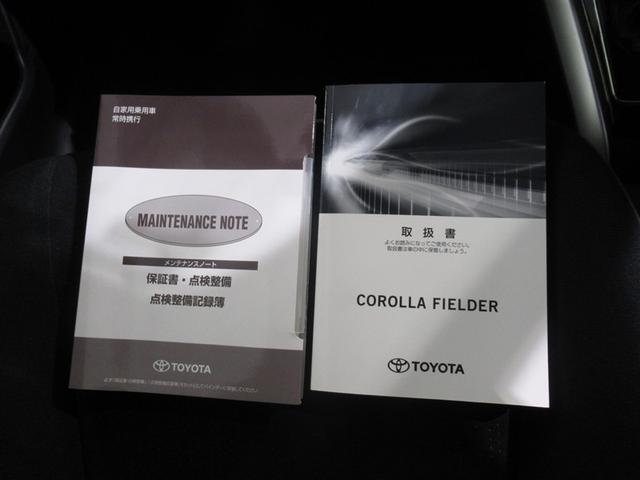 自家用乗用車
常時携行
MAINTENANCE NOTE
メンテナンスノート
保証書・点検整備
点検整備記録簿
TOYOTA
取扱書
よくお読みになってご使用ください。
取扱書は車の中に保管しましょう。
COROLLA FIELDER
TOYOTA